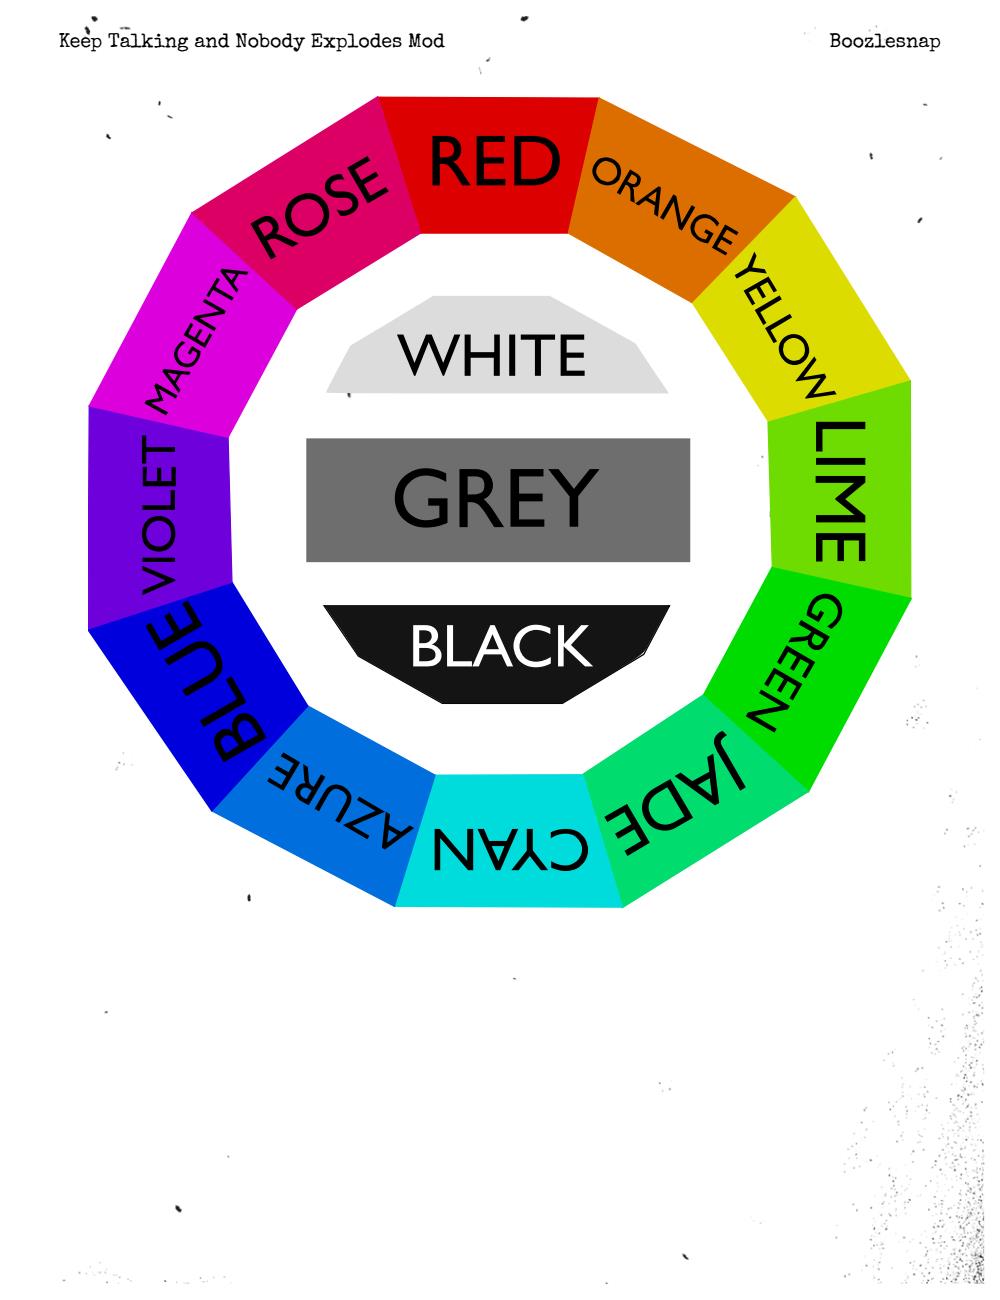 Keep Talking and Nobody Explodes Mod
Boozlesnap
RED
ORANGE
YELLOW
LIME
GREEN
JADE
CYAN
AZURE
BLUE
VIOLET
MAGENTA
ROSE
WHITE
GREY
BLACK